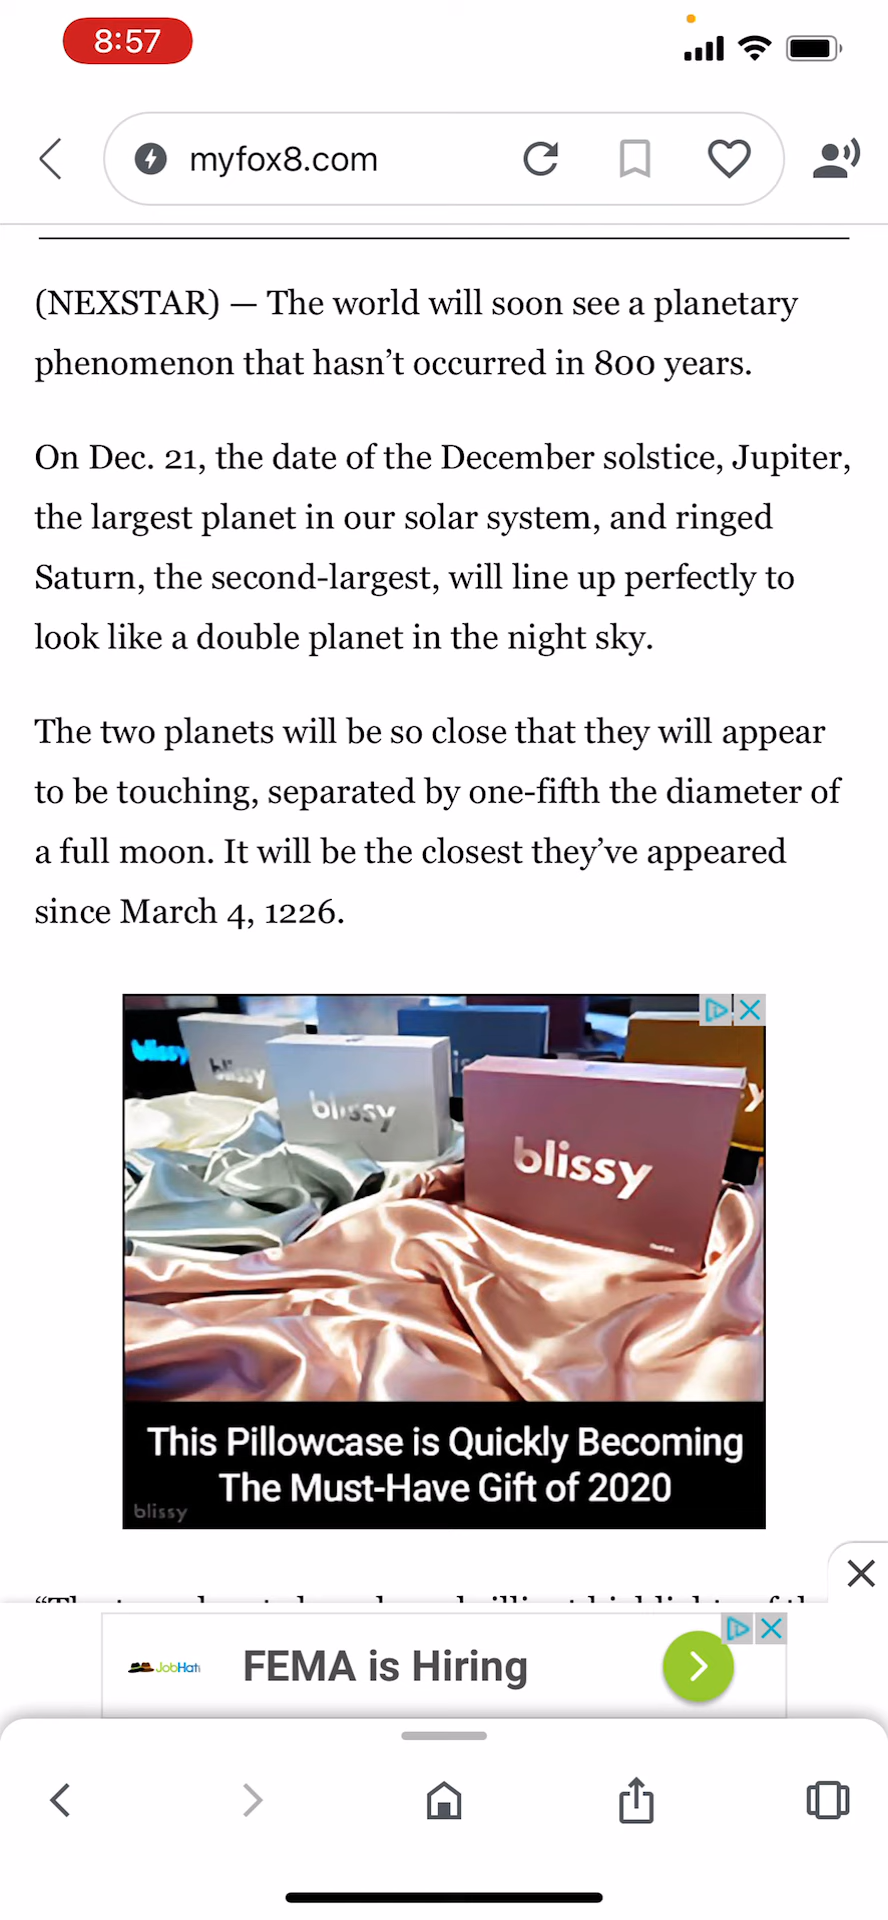 8:57
myfox8.com
(NEXSTAR) — The world will soon see a planetary
phenomenon that hasn’t occurred in 800 years.
On Dec. 21, the date of the December solstice, Jupiter,
the largest planet in our solar system, and ringed
Saturn, the second-largest, will line up perfectly to
look like a double planet in the night sky.
The two planets will be so close that they will appear
to be touching, separated by one-fifth the diameter of
a full moon. It will be the closest they’ve appeared
since March 4, 1226.
blissy
blissy
blissy
blissy
This Pillowcase is Quickly Becoming
The Must-Have Gift of 2020
blissy
JobHat
FEMA is Hiring